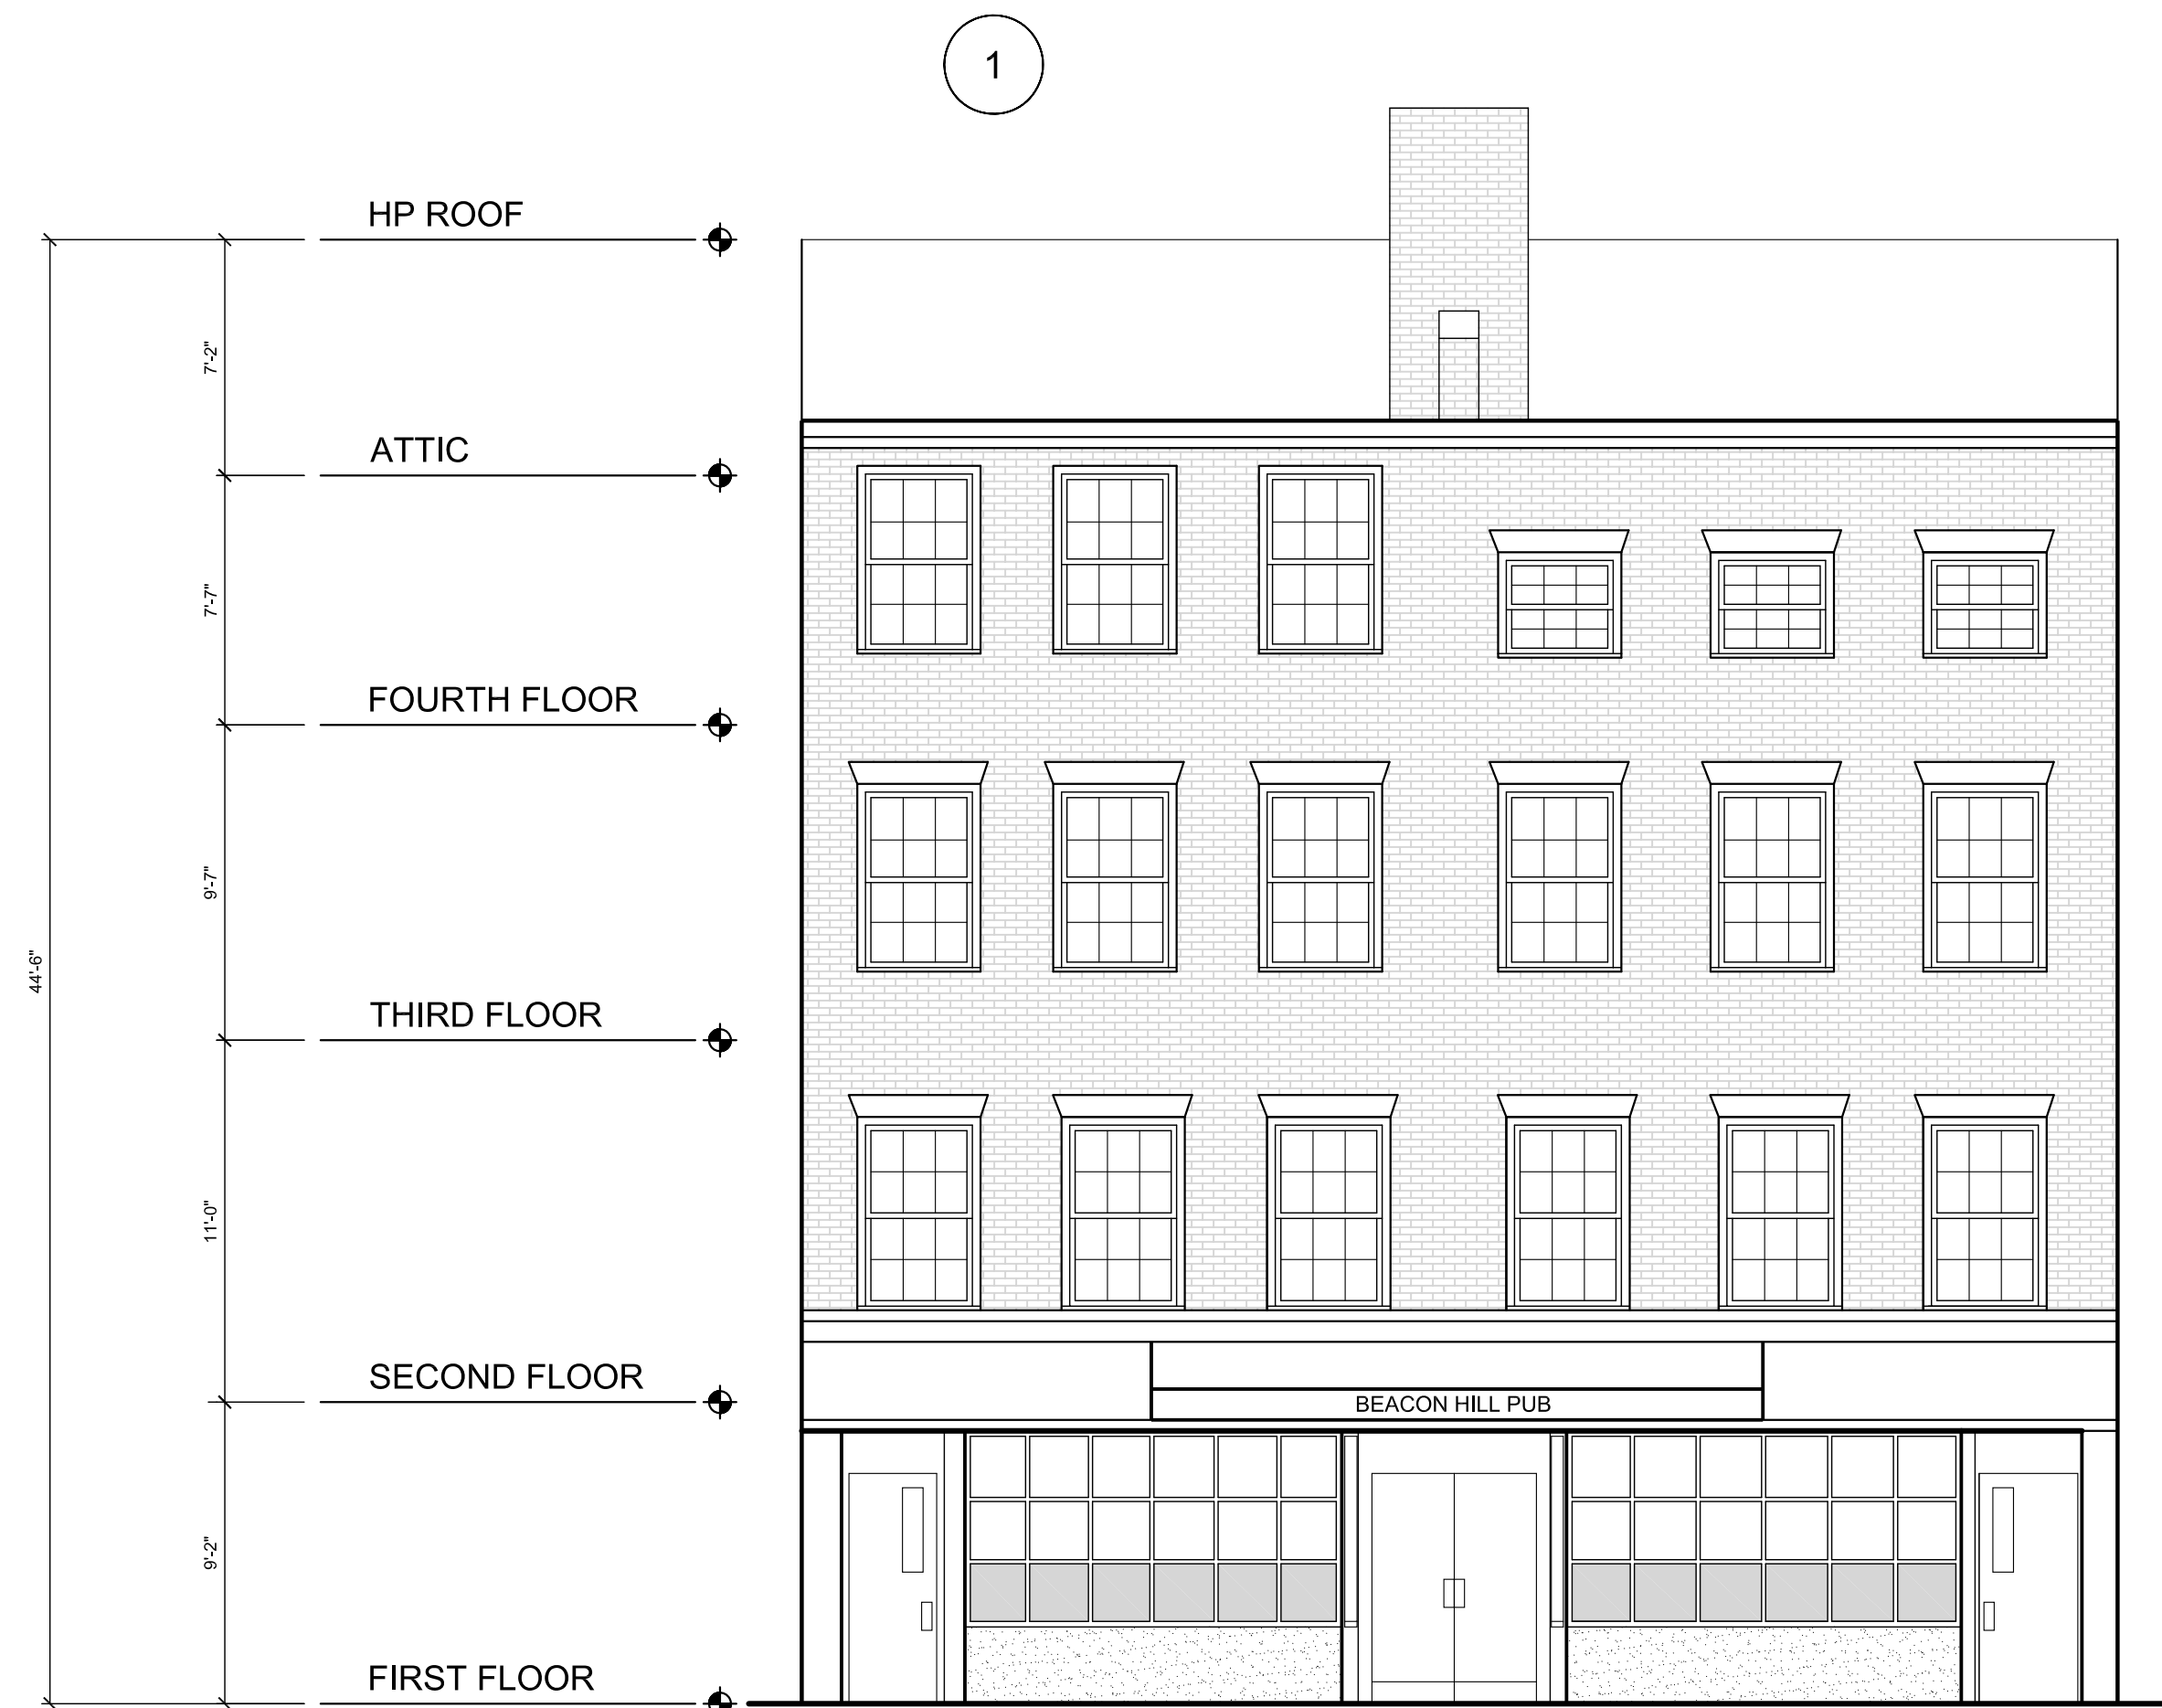 1
HP ROOF
7'-2"
ATTIC
7'-7"
FOURTH FLOOR
9'-7"
44'-6"
THIRD FLOOR
11'-0"
SECOND FLOOR
BEACON HILL PUB
9'-2"
FIRST FLOOR